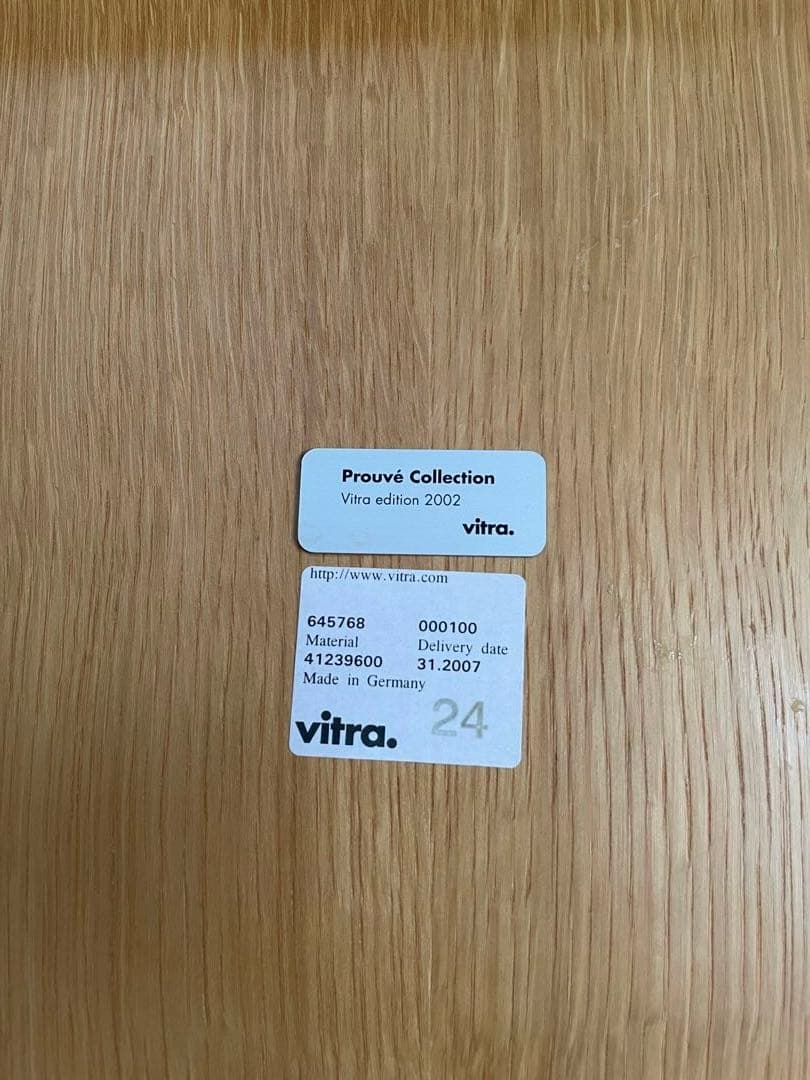 Prouvé Collection
Vitra edition 2002
vitra.
http://www.vitra.com
645768 000100
Material Delivery date
41239600 31.2007
Made in Germany
24
vitra.